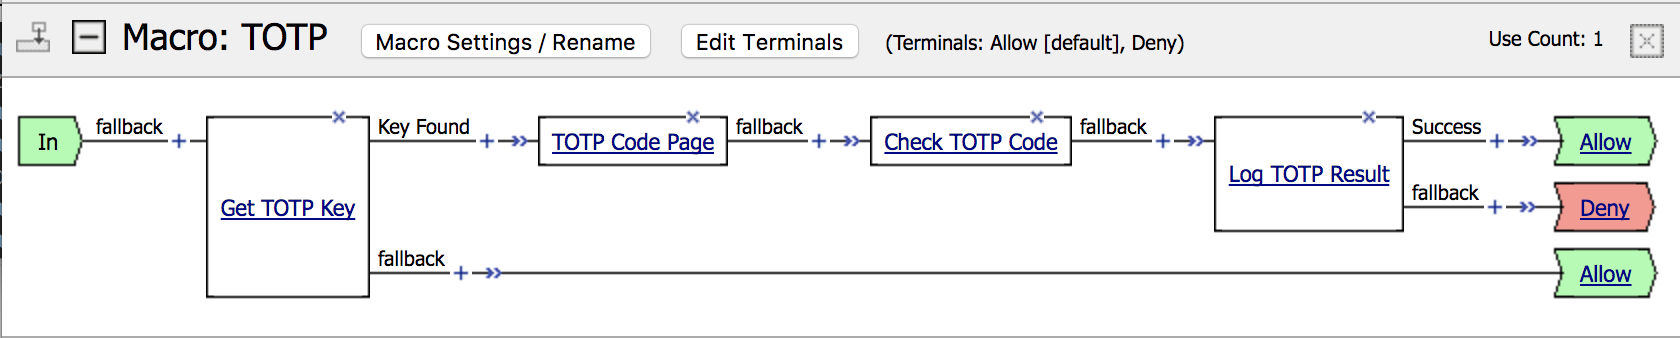 Macro: TOTP Macro Settings / Rename Edit Terminals (Terminals: Allow [default], Deny) Use Count: 1
In fallback + Key Found + TOTP Code Page fallback + Check TOTP Code fallback + Success + Allow
Log TOTP Result
Get TOTP Key fallback + Deny
fallback + Allow